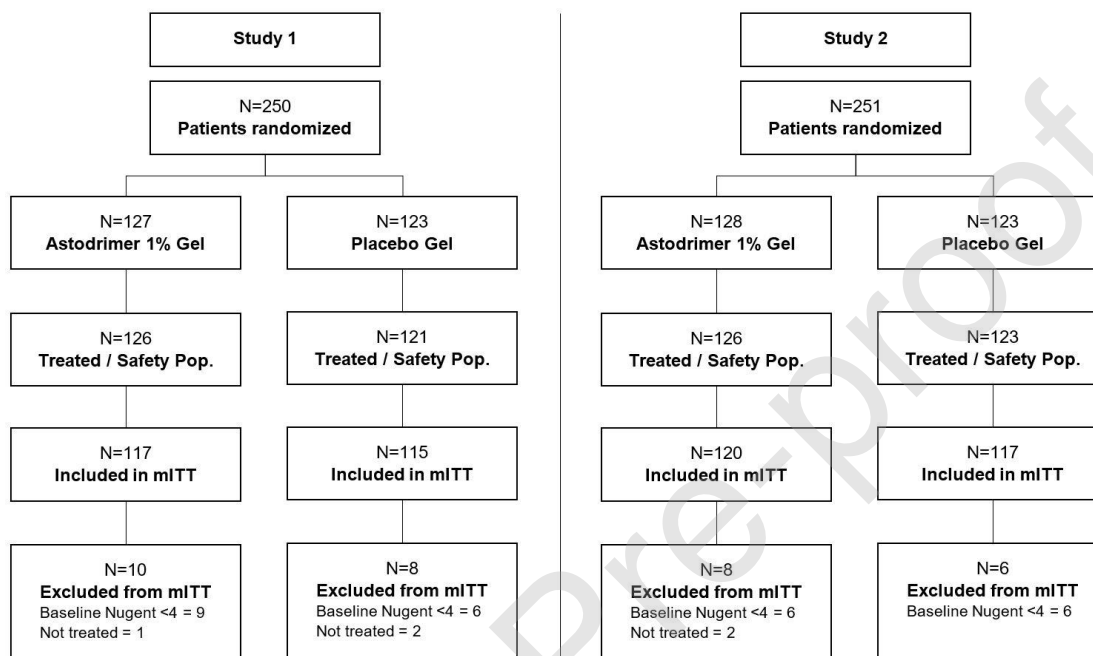 Study 1
N=250
Patients randomized
N=127
Astodrimer 1% Gel
N=123
Placebo Gel
N=126
Treated / Safety Pop.
N=121
Treated / Safety Pop.
N=117
Included in mITT
N=115
Included in mITT
N=10
Excluded from mITT
Baseline Nugent <4 = 9
Not treated = 1
N=8
Excluded from mITT
Baseline Nugent <4 = 6
Not treated = 2
Study 2
N=251
Patients randomized
N=128
Astodrimer 1% Gel
N=123
Placebo Gel
N=126
Treated / Safety Pop.
N=123
Treated / Safety Pop.
N=120
Included in mITT
N=117
Included in mITT
N=8
Excluded from mITT
Baseline Nugent <4 = 6
Not treated = 2
N=6
Excluded from mITT
Baseline Nugent <4 = 6
Pre-proof